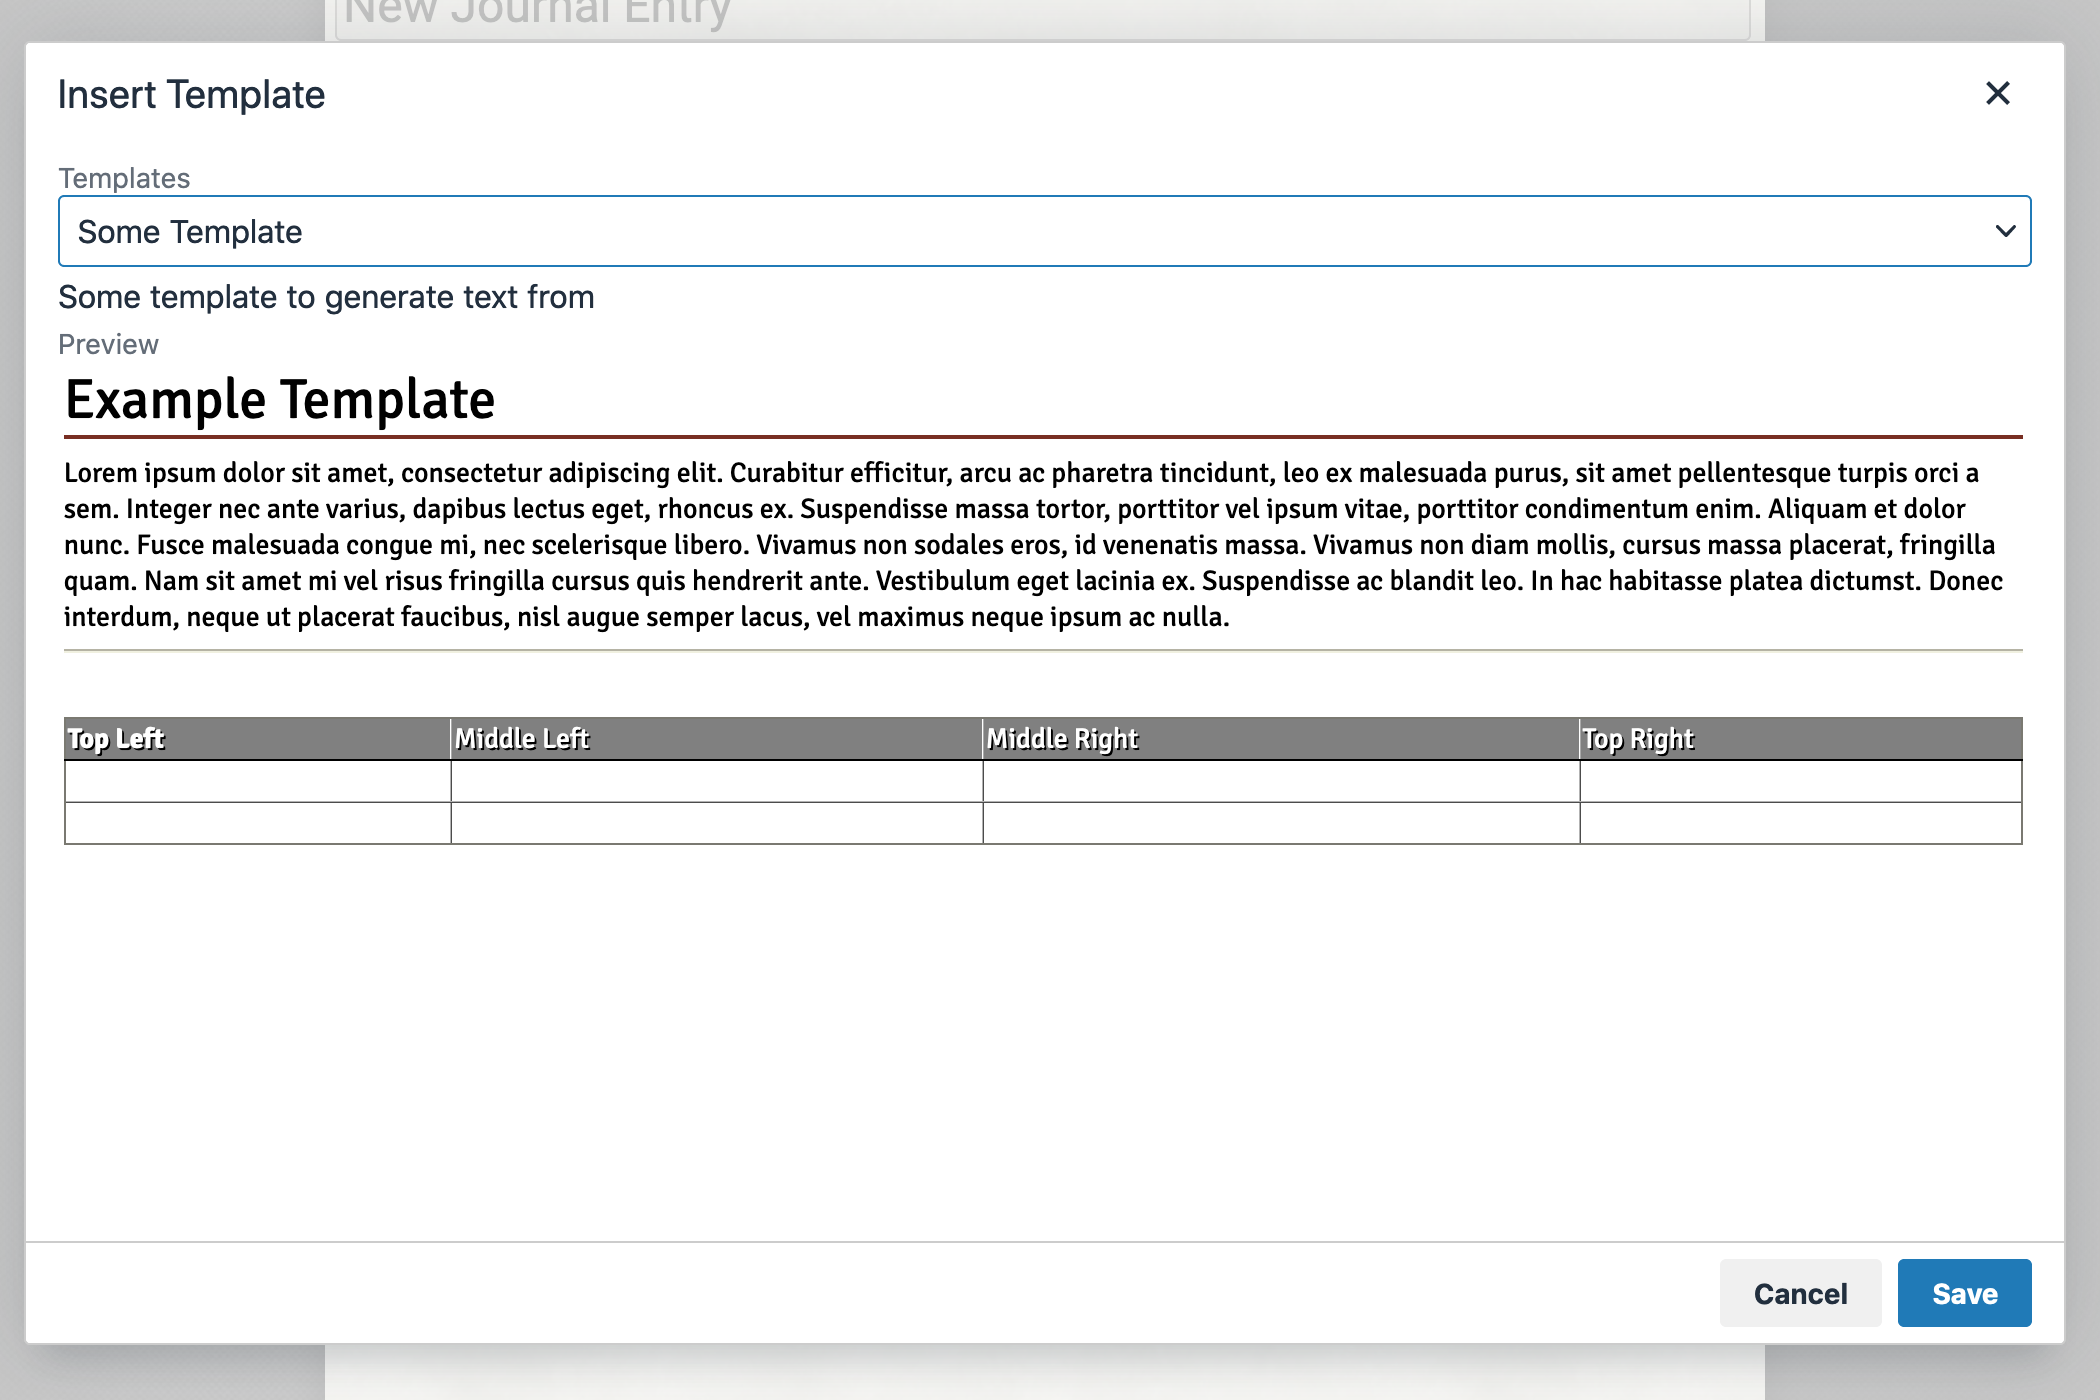 New Journal Entry
Insert Template
Templates
Some Template
Some template to generate text from
Preview
Example Template
Lorem ipsum dolor sit amet, consectetur adipiscing elit. Curabitur efficitur, arcu ac pharetra tincidunt, leo ex malesuada purus, sit amet pellentesque turpis orci a
sem. Integer nec ante varius, dapibus lectus eget, rhoncus ex. Suspendisse massa tortor, porttitor vel ipsum vitae, porttitor condimentum enim. Aliquam et dolor
nunc. Fusce malesuada congue mi, nec scelerisque libero. Vivamus non sodales eros, id venenatis massa. Vivamus non diam mollis, cursus massa placerat, fringilla
quam. Nam sit amet mi vel risus fringilla cursus quis hendrerit ante. Vestibulum eget lacinia ex. Suspendisse ac blandit leo. In hac habitasse platea dictumst. Donec
interdum, neque ut placerat faucibus, nisl augue semper lacus, vel maximus neque ipsum ac nulla.
Top Left Middle Left Middle Right Top Right
Cancel Save